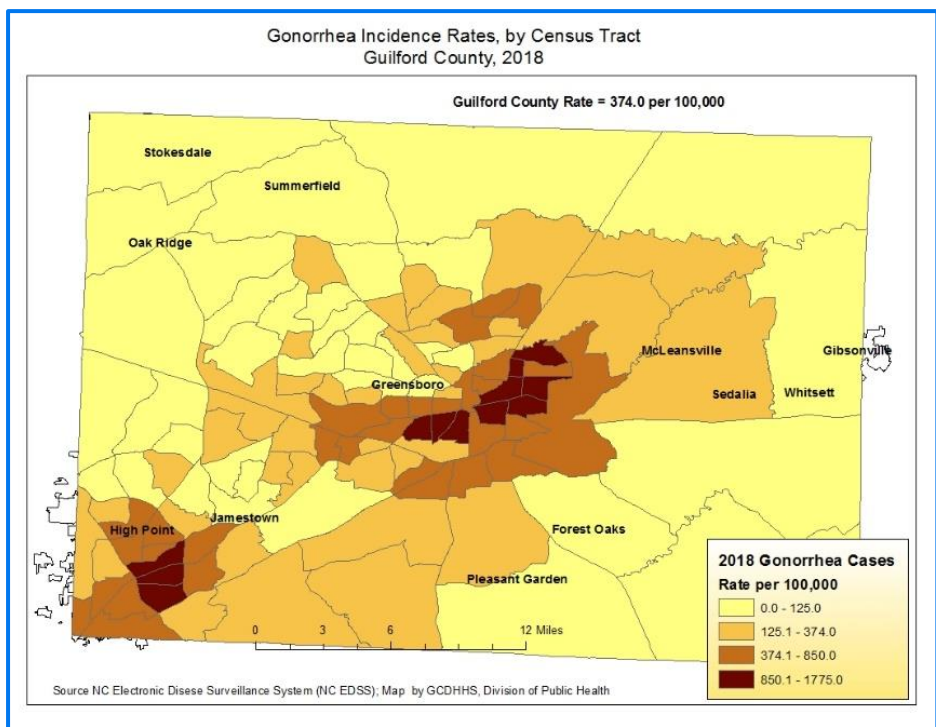 Gonorrhea Incidence Rates, by Census Tract
Guilford County, 2018
Guilford County Rate = 374.0 per 100,000
Stokesdale
Summerfield
Oak Ridge
McLeansville
Gibsonville
Greensboro
Sedalia
Whitsett
Jamestown
High Point
Forest Oaks
Pleasant Garden
2018 Gonorrhea Cases
Rate per 100,000
0.0 - 125.0
125.1 - 374.0
374.1 - 850.0
850.1 - 1775.0
0 3 6 12 Miles
Source NC Electronic Disese Surveillance System (NC EDSS); Map by GCDHHS, Division of Public Health